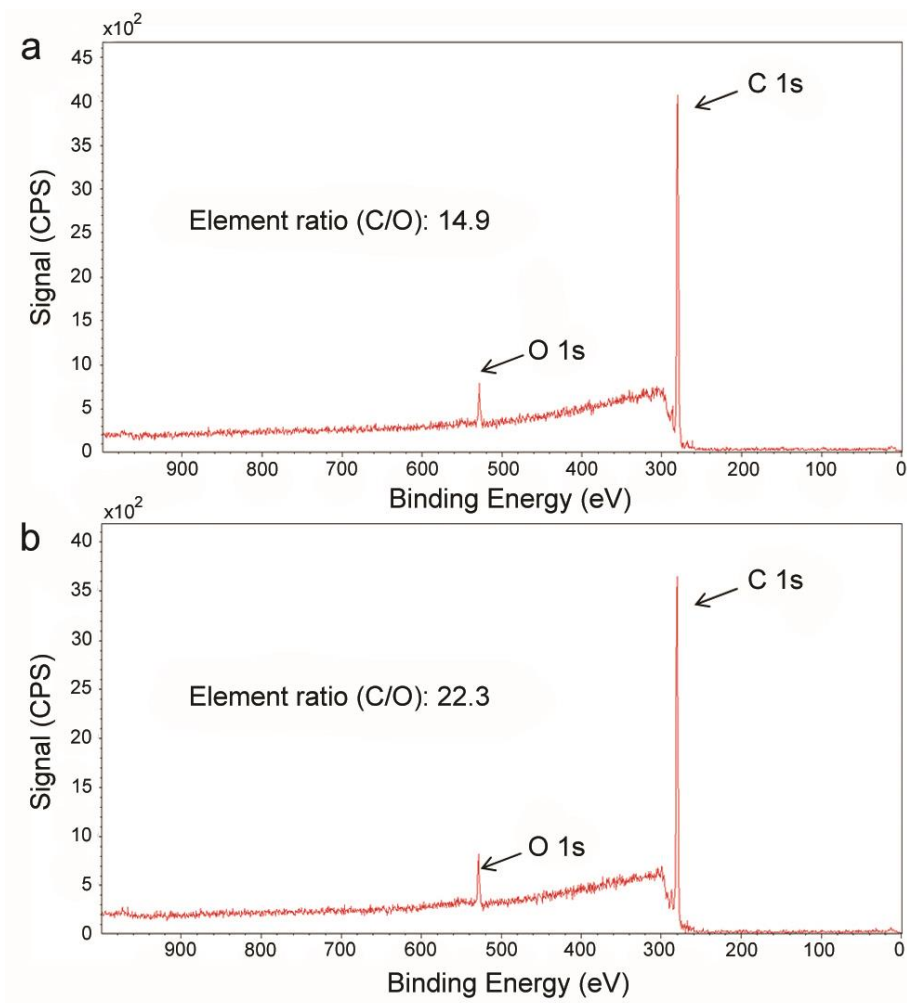 a
x10²
45
40
35
30
25
20
15
10
5
0
Signal (CPS)
C 1s
Element ratio (C/O): 14.9
O 1s
900 800 700 600 500 400 300 200 100 0
Binding Energy (eV)
b
x10²
40
35
30
25
20
15
10
5
0
Signal (CPS)
C 1s
Element ratio (C/O): 22.3
O 1s
900 800 700 600 500 400 300 200 100 0
Binding Energy (eV)